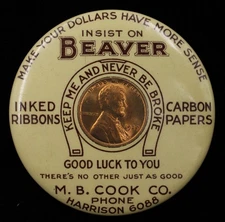 MAKE YOUR DOLLARS HAVE MORE SENSE
INSIST ON
BEAVER
KEEP ME AND NEVER BE BROKE
INKED
RIBBONS
CARBON
PAPERS
GOOD LUCK TO YOU
THERE'S NO OTHER JUST AS GOOD
M. B. COOK CO.
PHONE
HARRISON 6088